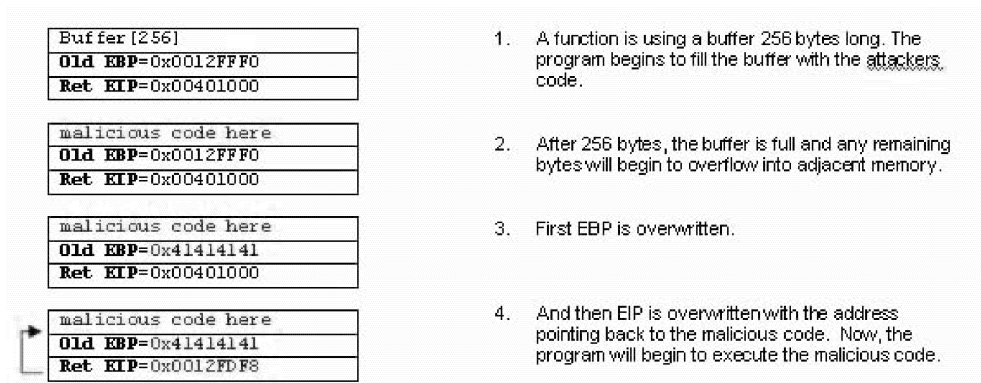 Buffer[256]
Old EBP=0x0012FFF0
Ret EIP=0x00401000
1. A function is using a buffer 256 bytes long. The
program begins to fill the buffer with the attackers
code.
malicious code here
Old EBP=0x0012FFF0
Ret EIP=0x00401000
2. After 256 bytes, the buffer is full and any remaining
bytes will begin to overflow into adjacent memory.
malicious code here
Old EBP=0x41414141
Ret EIP=0x00401000
3. First EBP is overwritten.
malicious code here
Old EBP=0x41414141
Ret EIP=0x0012FDF8
4. And then EIP is overwritten with the address
pointing back to the malicious code. Now, the
program will begin to execute the malicious code.